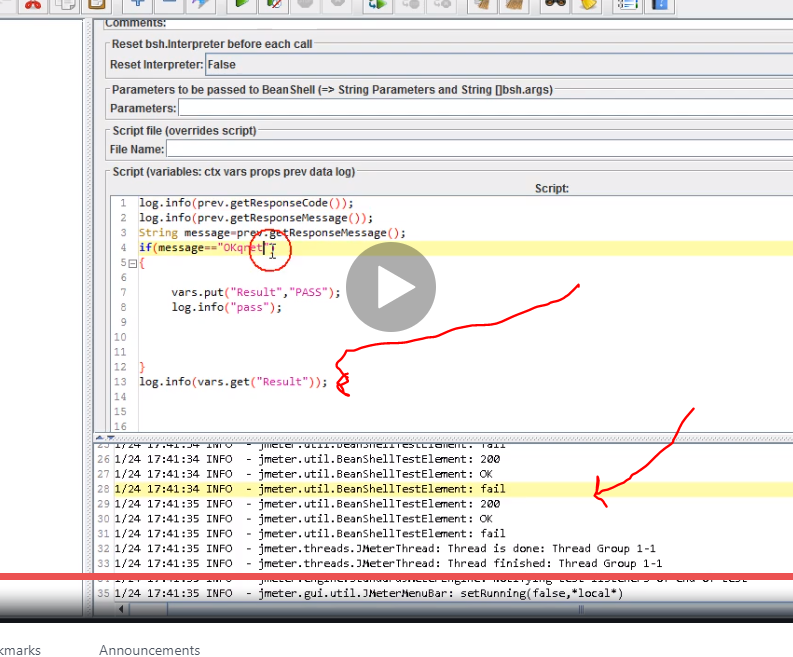 Comments:
Reset bsh.Interpreter before each call
Reset Interpreter: False
Parameters to be passed to BeanShell (=> String Parameters and String []bsh.args)
Parameters:
Script file (overrides script)
File Name:
Script (variables: ctx vars props prev data log)
Script:
1 log.info(prev.getResponseCode());
2 log.info(prev.getResponseMessage());
3 String message=prev.getResponseMessage();
4 if(message=="OKqret"
5 {
6
7 vars.put("Result","PASS");
8 log.info("pass");
9
10
11
12 }
13 log.info(vars.get("Result"));
14
15
16
25 1/24 17:41:34 INFO - jmeter.util.BeanShellTestElement: fail
26 1/24 17:41:34 INFO - jmeter.util.BeanShellTestElement: 200
27 1/24 17:41:34 INFO - jmeter.util.BeanShellTestElement: OK
28 1/24 17:41:34 INFO - jmeter.util.BeanShellTestElement: fail
29 1/24 17:41:35 INFO - jmeter.util.BeanShellTestElement: 200
30 1/24 17:41:35 INFO - jmeter.util.BeanShellTestElement: OK
31 1/24 17:41:35 INFO - jmeter.util.BeanShellTestElement: fail
32 1/24 17:41:35 INFO - jmeter.threads.JMeterThread: Thread is done: Thread Group 1-1
33 1/24 17:41:35 INFO - jmeter.threads.JMeterThread: Thread finished: Thread Group 1-1
1/24 17:41:35 INFO - jmeter.engine.StandardJMeterEngine: Notifying test listeners of end of test
35 1/24 17:41:35 INFO - jmeter.gui.util.JMeterMenuBar: setRunning(false,*local*)
kmarks
Announcements